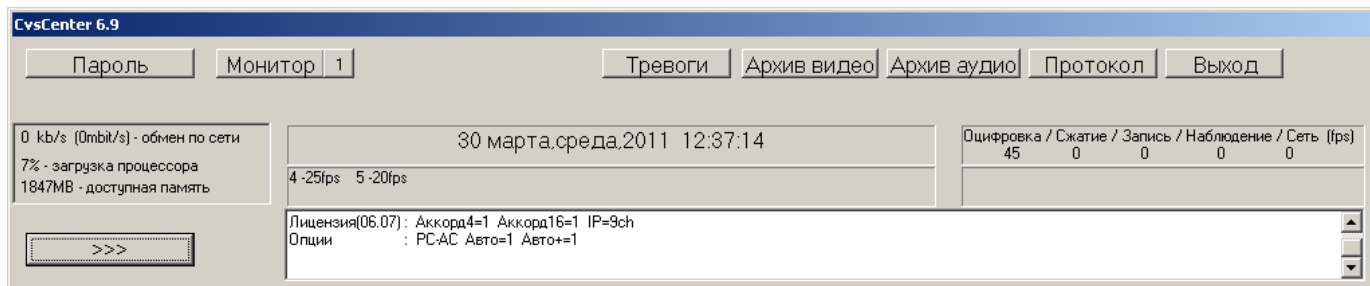 CvsCenter 6.9
Пароль Монитор 1 Тревоги Архив видео Архив аудио Протокол Выход
0 kb/s (0mbit/s) - обмен по сети
7% - загрузка процессора
1847MB - доступная память
30 марта,среда,2011 12:37:14
4 -25fps 5 -20fps
Оцифровка / Сжатие / Запись / Наблюдение / Сеть (fps)
45 0 0 0 0
>>>
Лицензия(06.07) : Аккорд4=1 Аккорд16=1 IP=9ch
Опции : PC-AC Авто=1 Авто+=1